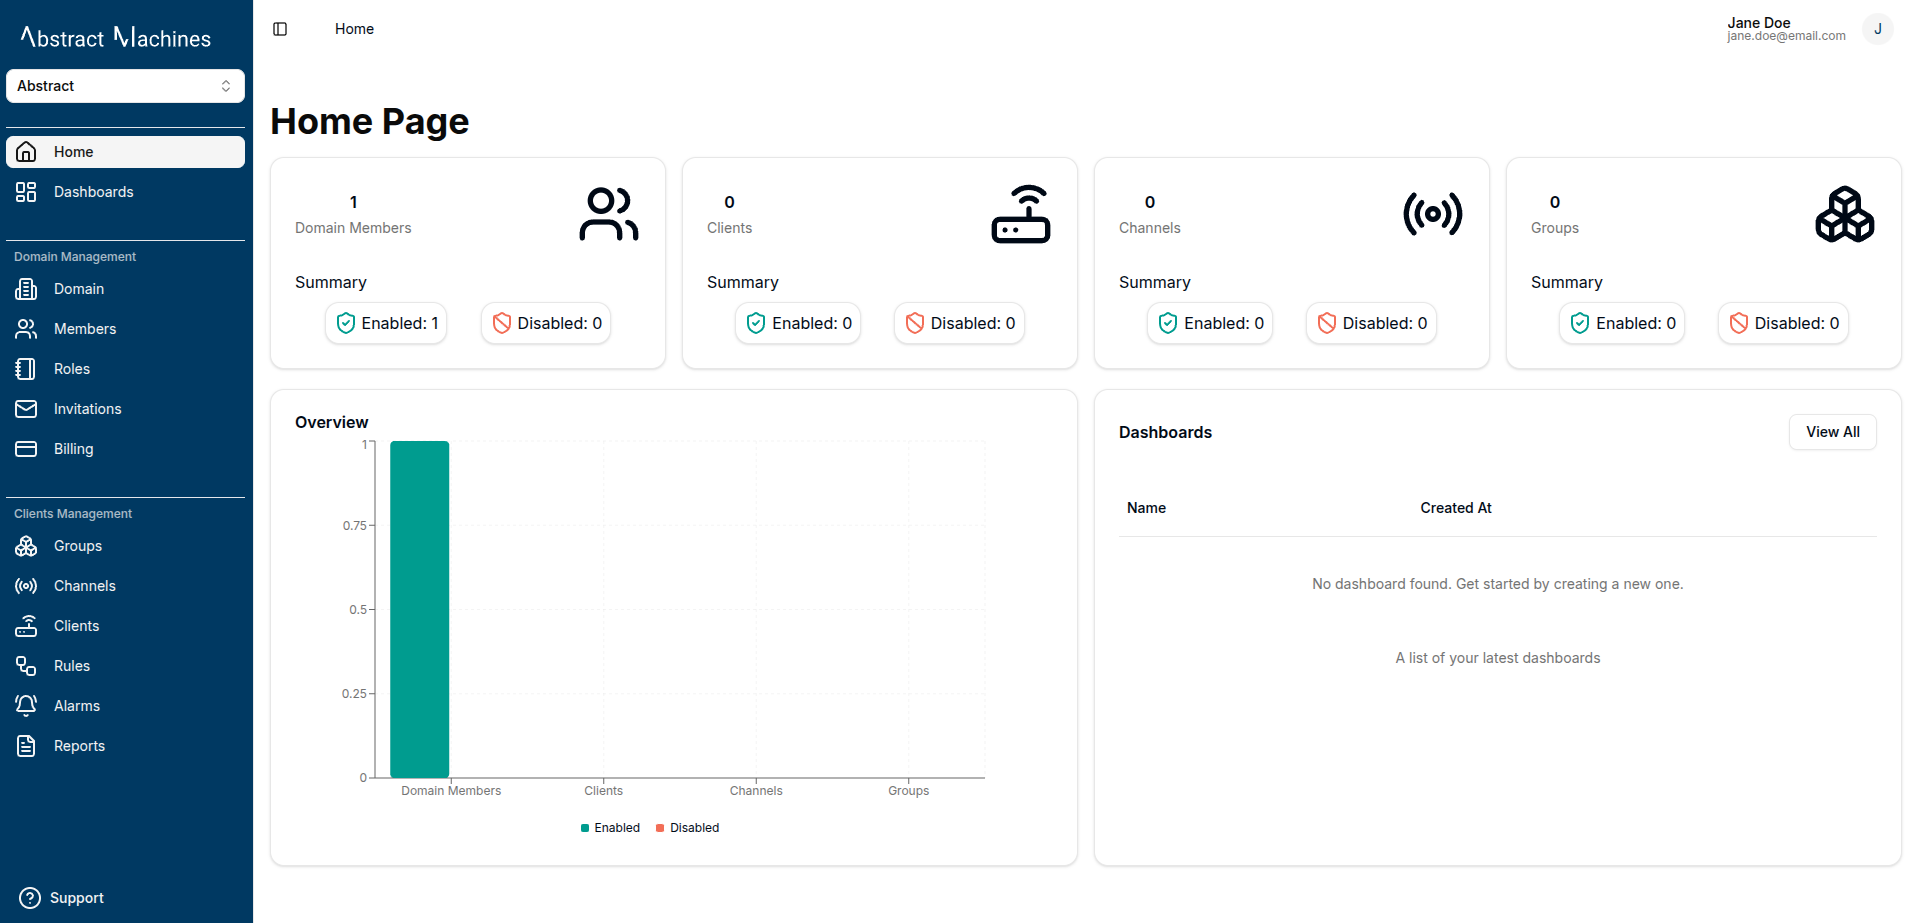 Abstract Machines
Abstract
Home
Dashboards
Domain Management
Domain
Members
Roles
Invitations
Billing
Clients Management
Groups
Channels
Clients
Rules
Alarms
Reports
Support
Home
Jane Doe
jane.doe@email.com
J
Home Page
1
Domain Members
Summary
Enabled: 1
Disabled: 0
0
Clients
Summary
Enabled: 0
Disabled: 0
0
Channels
Summary
Enabled: 0
Disabled: 0
0
Groups
Summary
Enabled: 0
Disabled: 0
Overview
1
0.75
0.5
0.25
0
Domain Members
Clients
Channels
Groups
Enabled
Disabled
Dashboards
View All
Name
Created At
No dashboard found. Get started by creating a new one.
A list of your latest dashboards